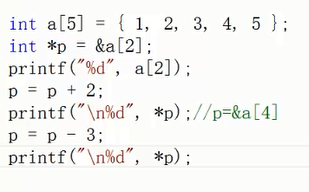 int a[5] = { 1, 2, 3, 4, 5 };
int *p = &a[2];
printf("%d", a[2]);
p = p + 2;
printf("\n%d", *p);//p=&a[4]
p = p - 3;
printf("\n%d", *p);